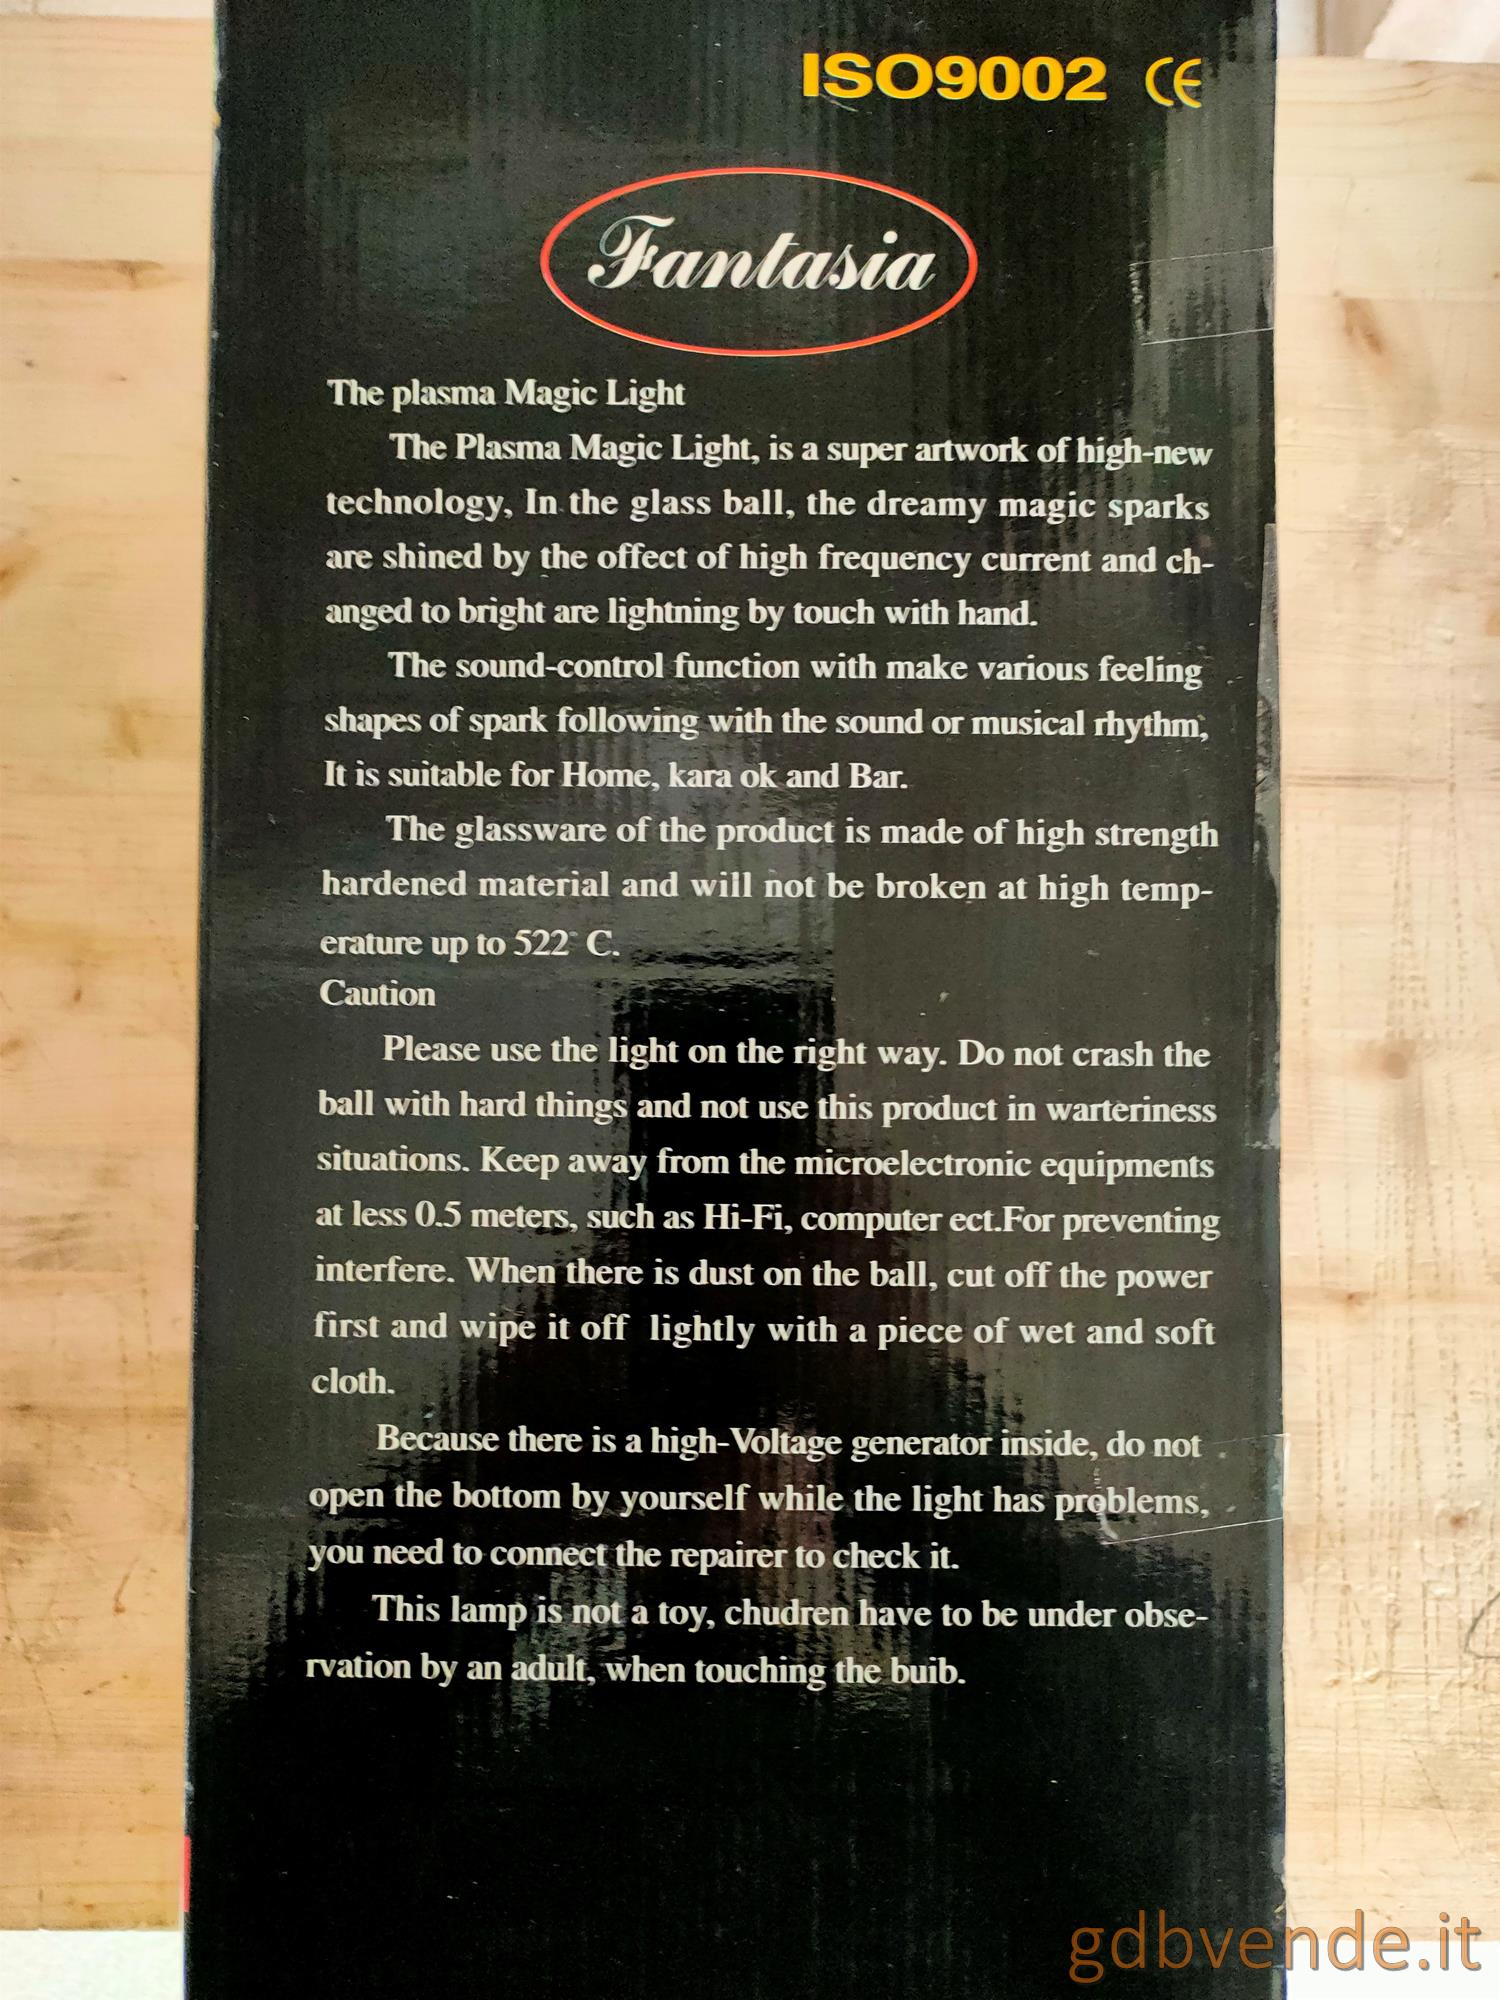 ISO9002 CE
Fantasia
The plasma Magic Light
The Plasma Magic Light, is a super artwork of high-new
technology, In the glass ball, the dreamy magic sparks
are shined by the offect of high frequency current and ch-
anged to bright are lightning by touch with hand.
The sound-control function with make various feeling
shapes of spark following with the sound or musical rhythm,
It is suitable for Home, kara ok and Bar.
The glassware of the product is made of high strength
hardened material and will not be broken at high temp-
erature up to 522° C.
Caution
Please use the light on the right way. Do not crash the
ball with hard things and not use this product in warteriness
situations. Keep away from the microelectronic equipments
at less 0.5 meters, such as Hi-Fi, computer ect.For preventing
interfere. When there is dust on the ball, cut off the power
first and wipe it off lightly with a piece of wet and soft
cloth.
Because there is a high-Voltage generator inside, do not
open the bottom by yourself while the light has problems,
you need to connect the repairer to check it.
This lamp is not a toy, chudren have to be under obse-
rvation by an adult, when touching the buib.
gdbvende.it